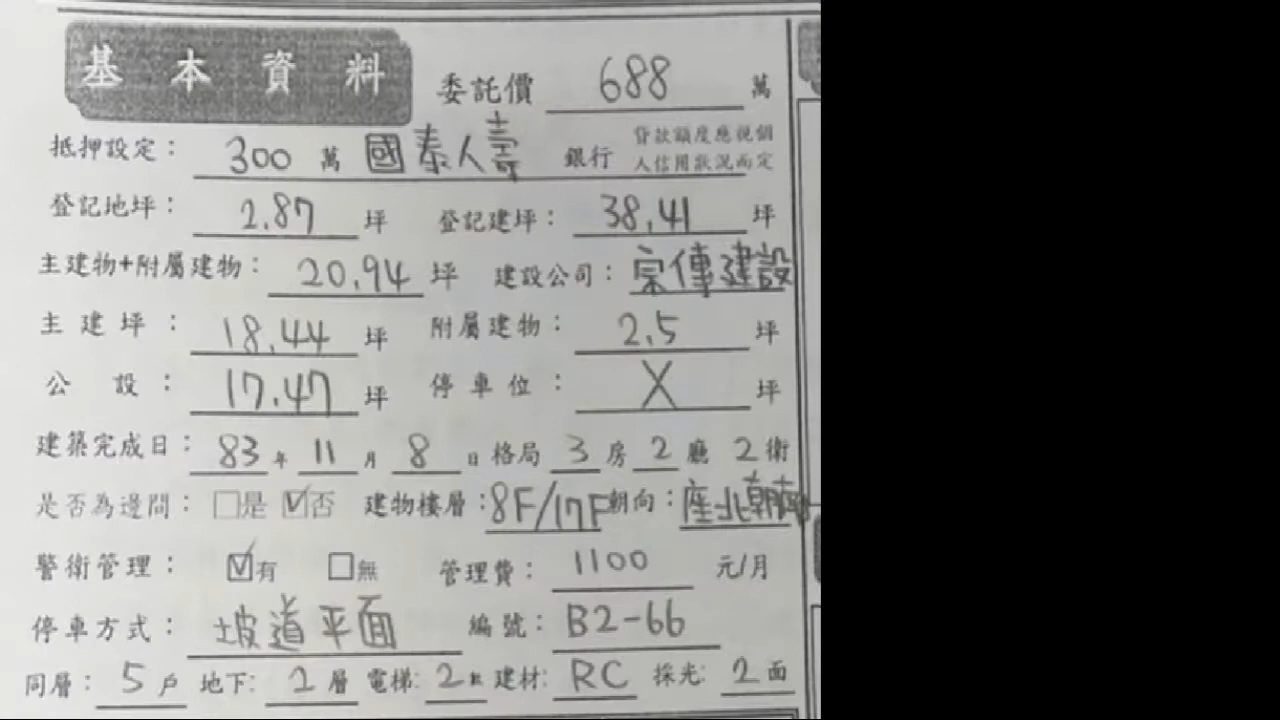 基本資料 委託價 688 萬
抵押設定： 300 萬 國泰人壽 銀行 貸款額度應視個人信用狀況而定
登記地坪： 2.87 坪 登記建坪： 38.41 坪
主建物+附屬建物： 20.94 坪 建設公司： 宗傳建設
主建坪： 18.44 坪 附屬建物： 2.5 坪
公設： 17.47 坪 停車位： X 坪
建築完成日： 83 年 11 月 8 日 格局 3 房 2 廳 2 衛
是否為邊間： □是 ☑否 建物樓層： 8F/17F 朝向： 座北朝南
警衛管理： ☑有 □無 管理費： 1100 元/月
停車方式： 坡道平面 編號： B2-66
同層： 5 戶 地下： 2 層 電梯： 2 建材： RC 採光： 2 面